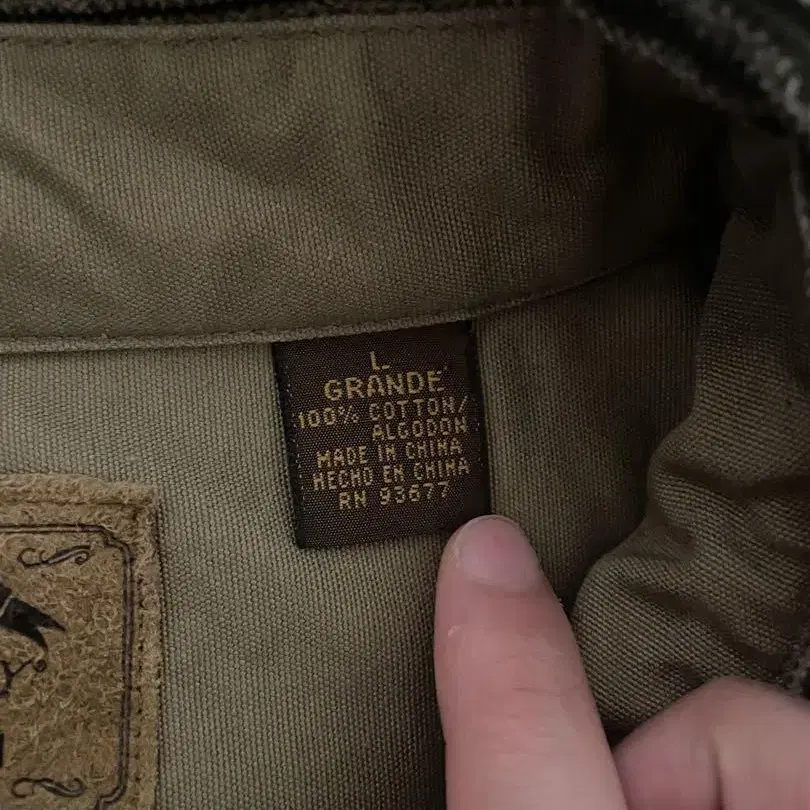 L
GRANDE
100% COTTON/
ALGODON
MADE IN CHINA
HECHO EN CHINA
RN 93677